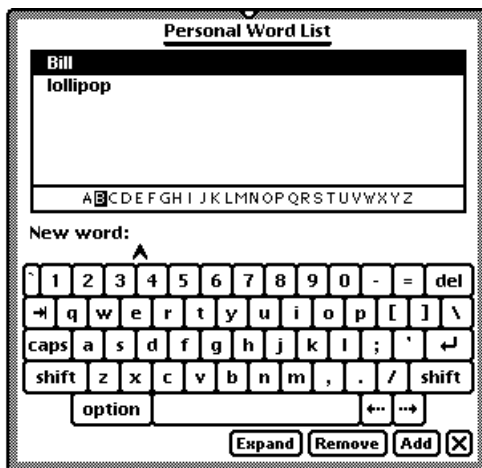 Personal Word List
Bill
lollipop
ABCDEFGHIJKLMNOPQRSTUVWXYZ
New word:
` 1 2 3 4 5 6 7 8 9 0 - = del
q w e r t y u i o p [ ] \
caps a s d f g h j k l ; '
shift z x c v b n m , . / shift
option
Expand Remove Add